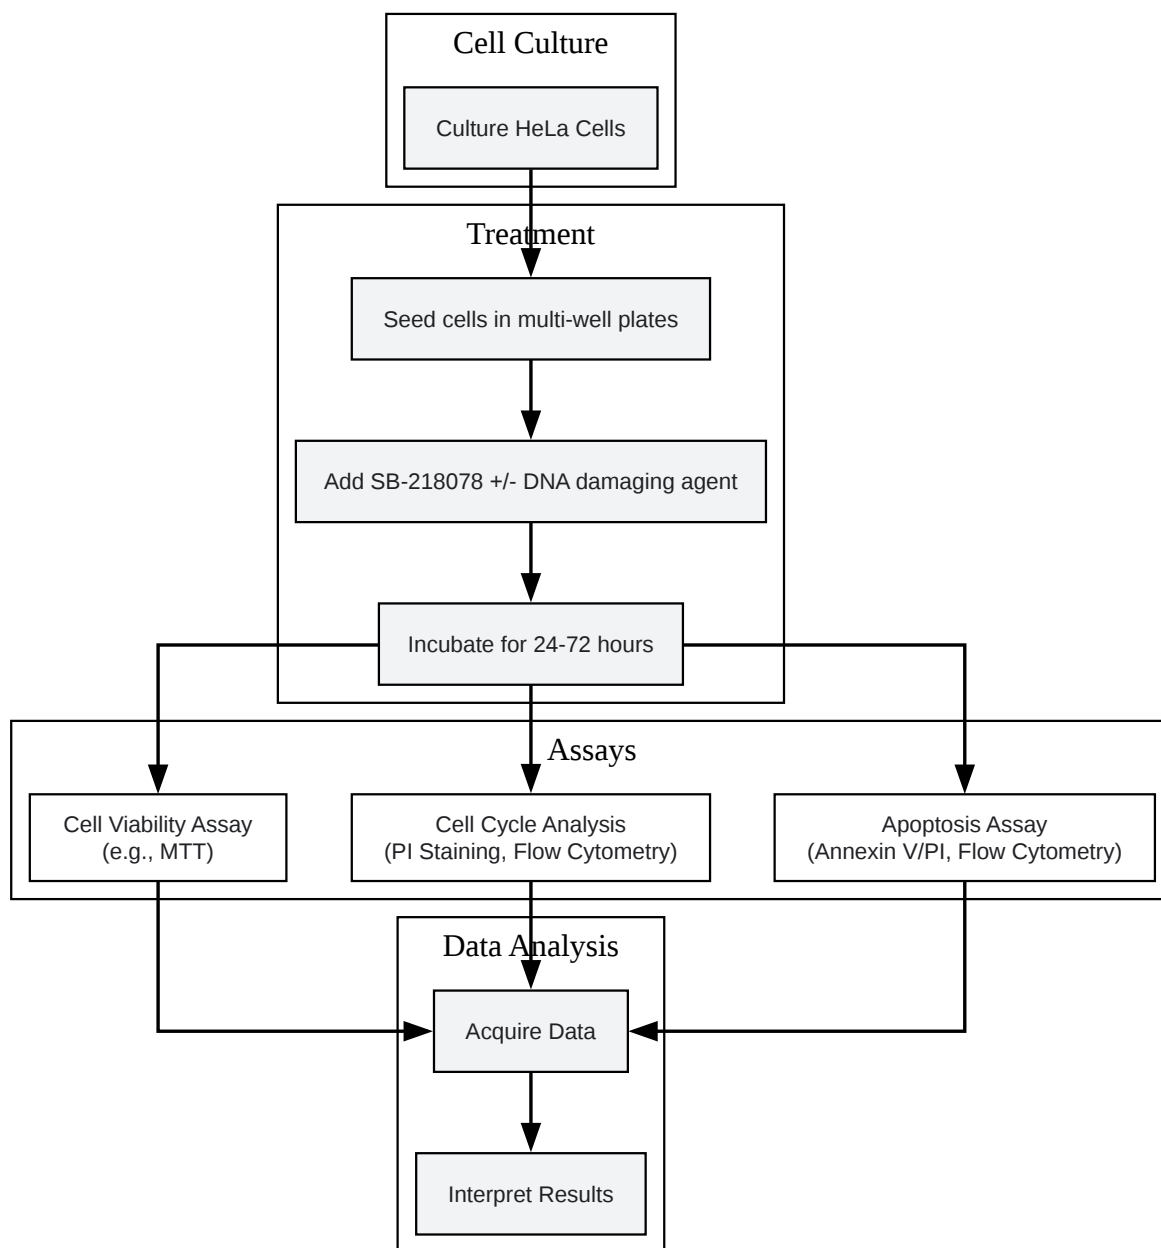 Cell Culture
Culture HeLa Cells
Treatment
Seed cells in multi-well plates
Add SB-218078 +/- DNA damaging agent
Incubate for 24-72 hours
Assays
Cell Viability Assay
(e.g., MTT)
Cell Cycle Analysis
(PI Staining, Flow Cytometry)
Apoptosis Assay
(Annexin V/PI, Flow Cytometry)
Data Analysis
Acquire Data
Interpret Results